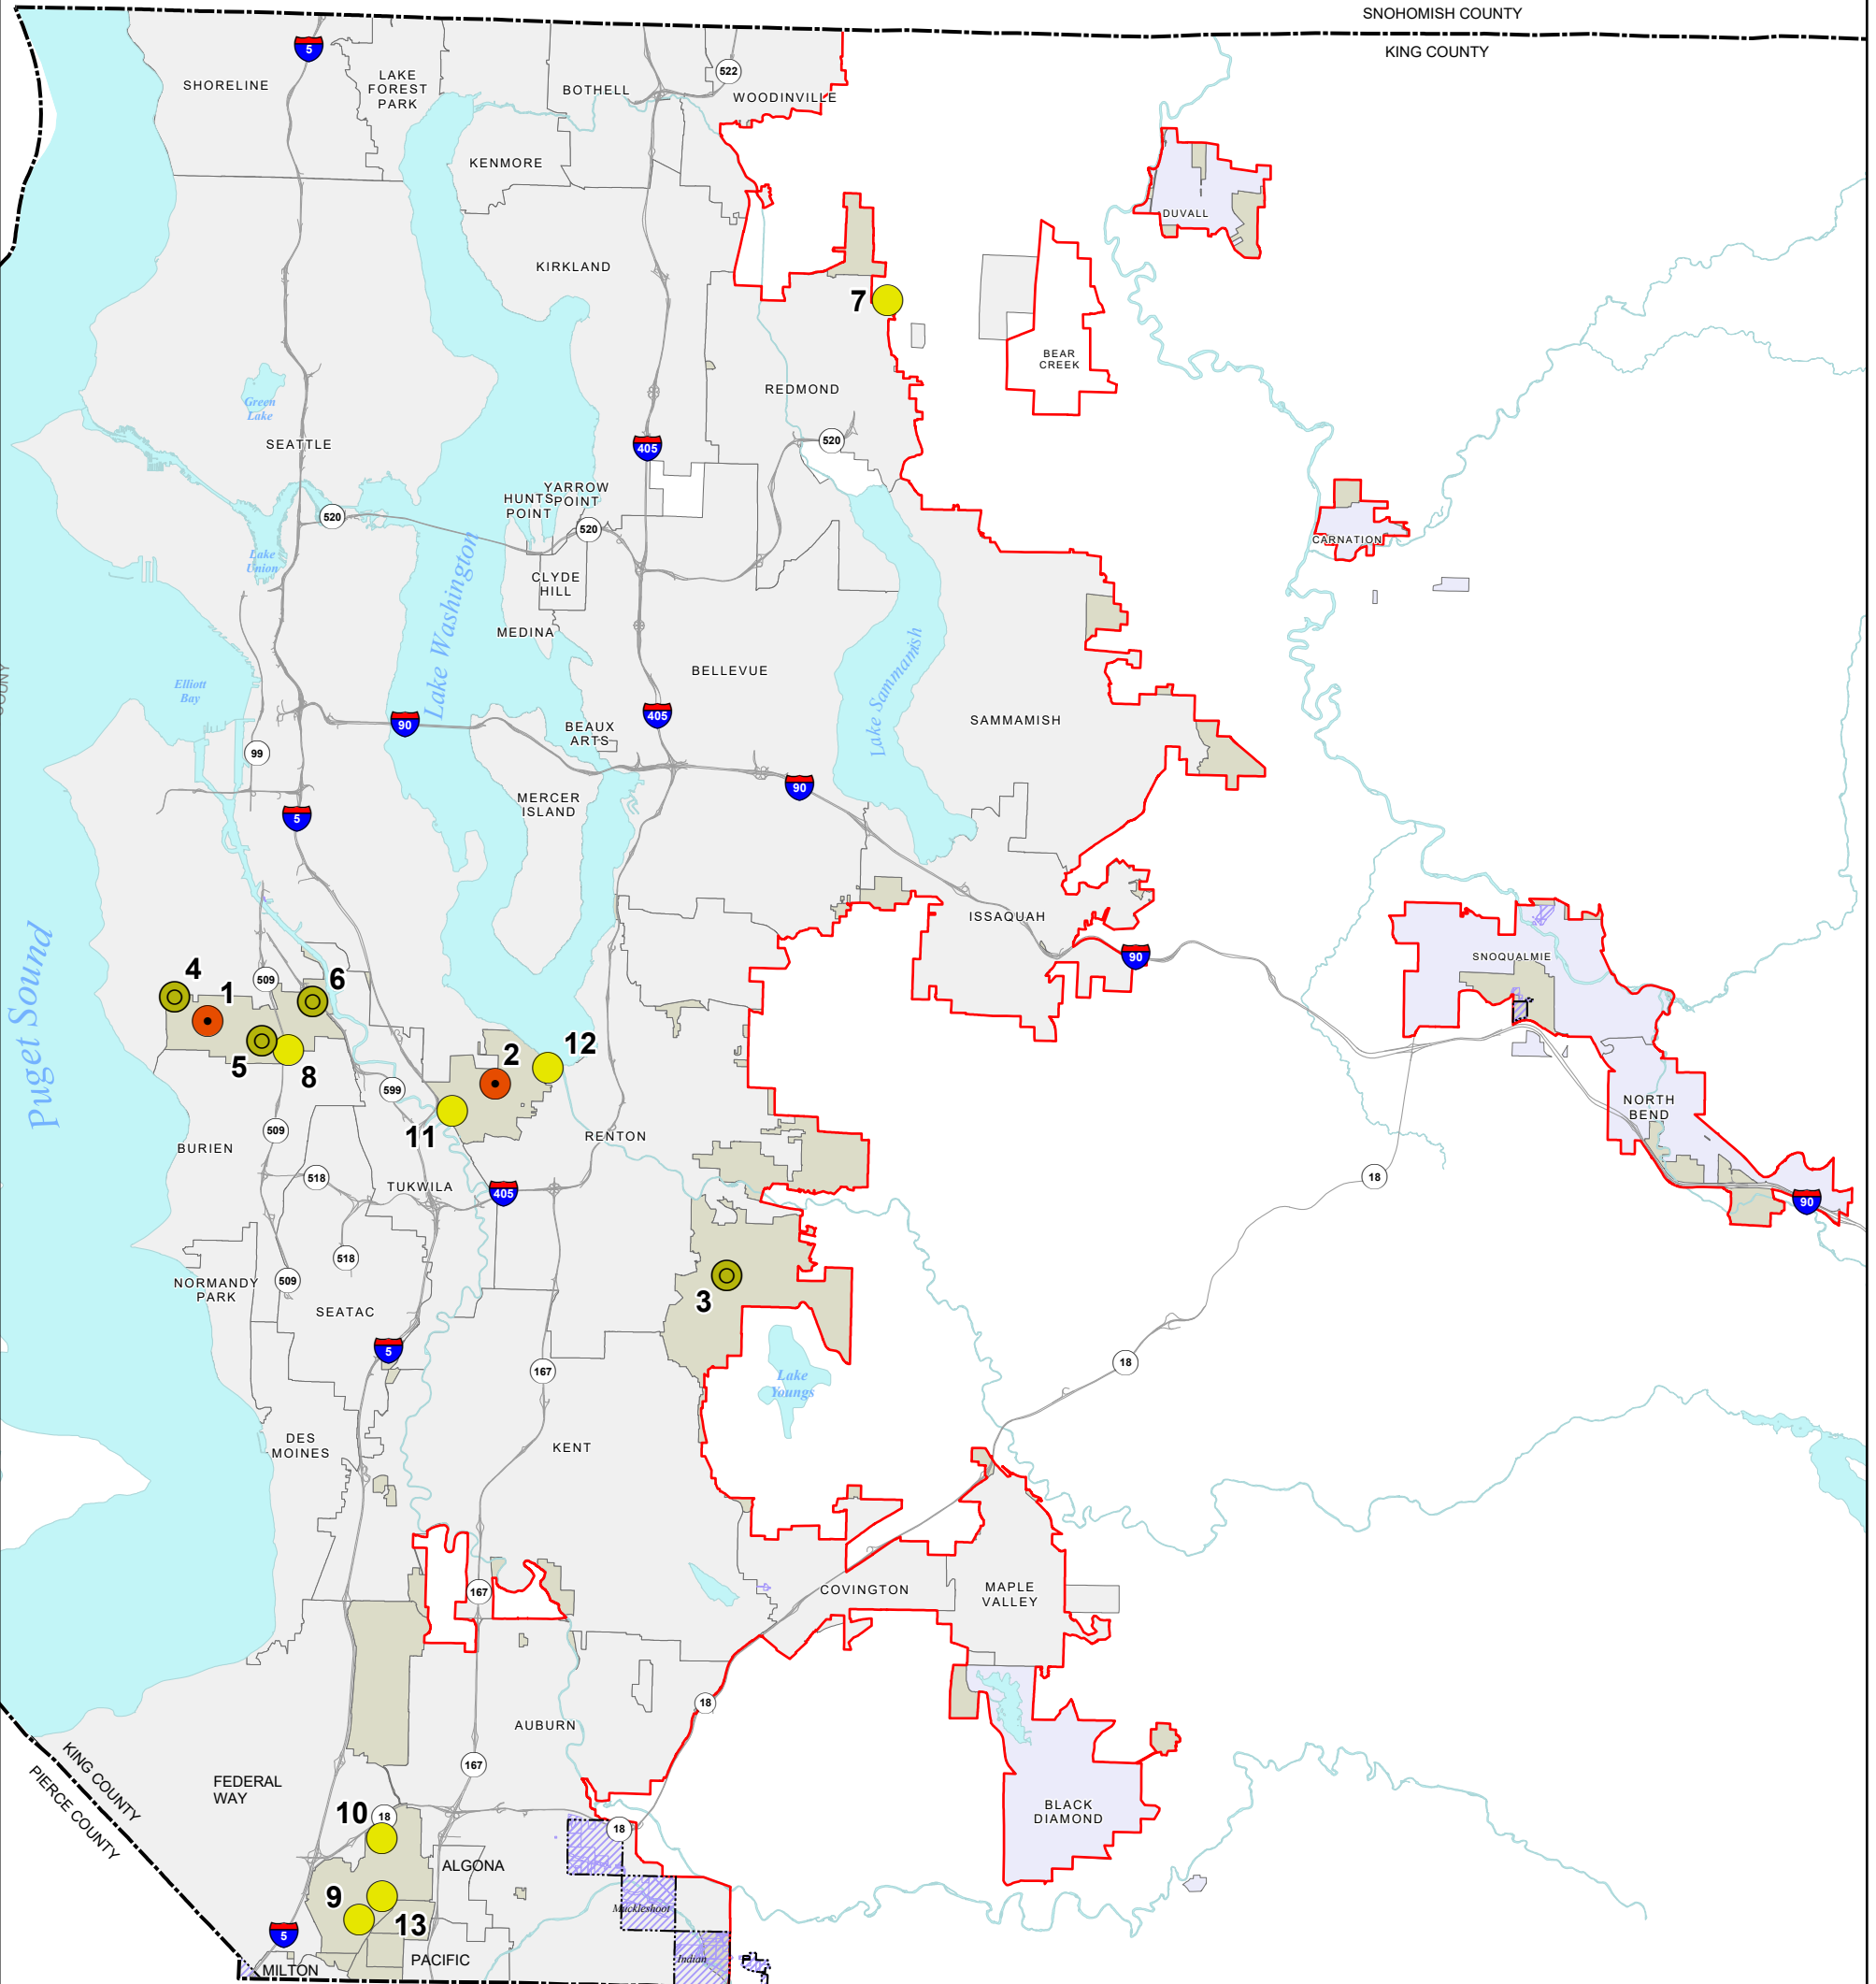 SNOHOMISH COUNTY
KING COUNTY
5
522
SHORELINE
LAKE
FOREST
PARK
BOTHELL
WOODINVILLE
KENMORE
DUVALL
KIRKLAND
7
BEAR
CREEK
REDMOND
Green
Lake
SEATTLE
405
520
YARROW
POINT
HUNTS
POINT
520
520
CARNATION
Lake
Union
CLYDE
HILL
Lake Washington
MEDINA
BELLEVUE
Lake Sammamish
Elliott
Bay
COUNTY
405
90
SAMMAMISH
BEAUX
ARTS
99
90
MERCER
ISLAND
5
ISSAQUAH
90
SNOQUALMIE
Puget Sound
4
1
509
6
5
8
2
12
599
11
NORTH
BEND
509
RENTON
BURIEN
518
TUKWILA
405
18
90
518
509
NORMANDY
PARK
SEATAC
3
5
167
18
Lake
Youngs
DES
MOINES
KENT
167
COVINGTON
MAPLE
VALLEY
18
AUBURN
KING COUNTY
PIERCE COUNTY
167
FEDERAL
WAY
10
18
18
BLACK
DIAMOND
ALGONA
9
13
Muckleshoot
5
PACIFIC
Indian
MILTON